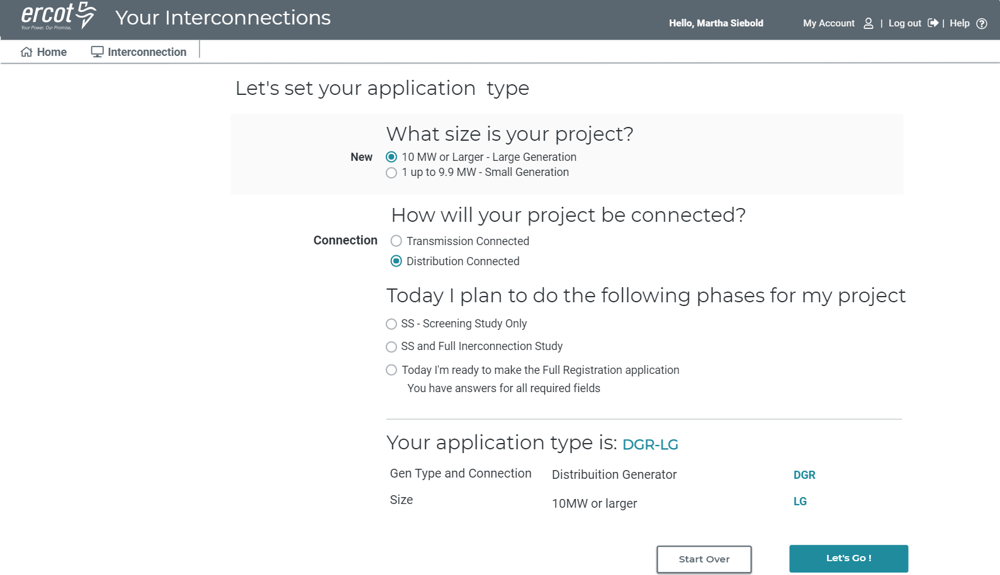 ercot
Your Power. Our Promise.
Your Interconnections
Hello, Martha Siebold
My Account | Log out | Help
Home
Interconnection
Let's set your application type
What size is your project?
New
10 MW or Larger - Large Generation
1 up to 9.9 MW - Small Generation
How will your project be connected?
Connection
Transmission Connected
Distribution Connected
Today I plan to do the following phases for my project
SS - Screening Study Only
SS and Full Inerconnection Study
Today I'm ready to make the Full Registration application
You have answers for all required fields
Your application type is: DGR-LG
Gen Type and Connection Distribuition Generator DGR
Size 10MW or larger LG
Start Over
Let's Go !